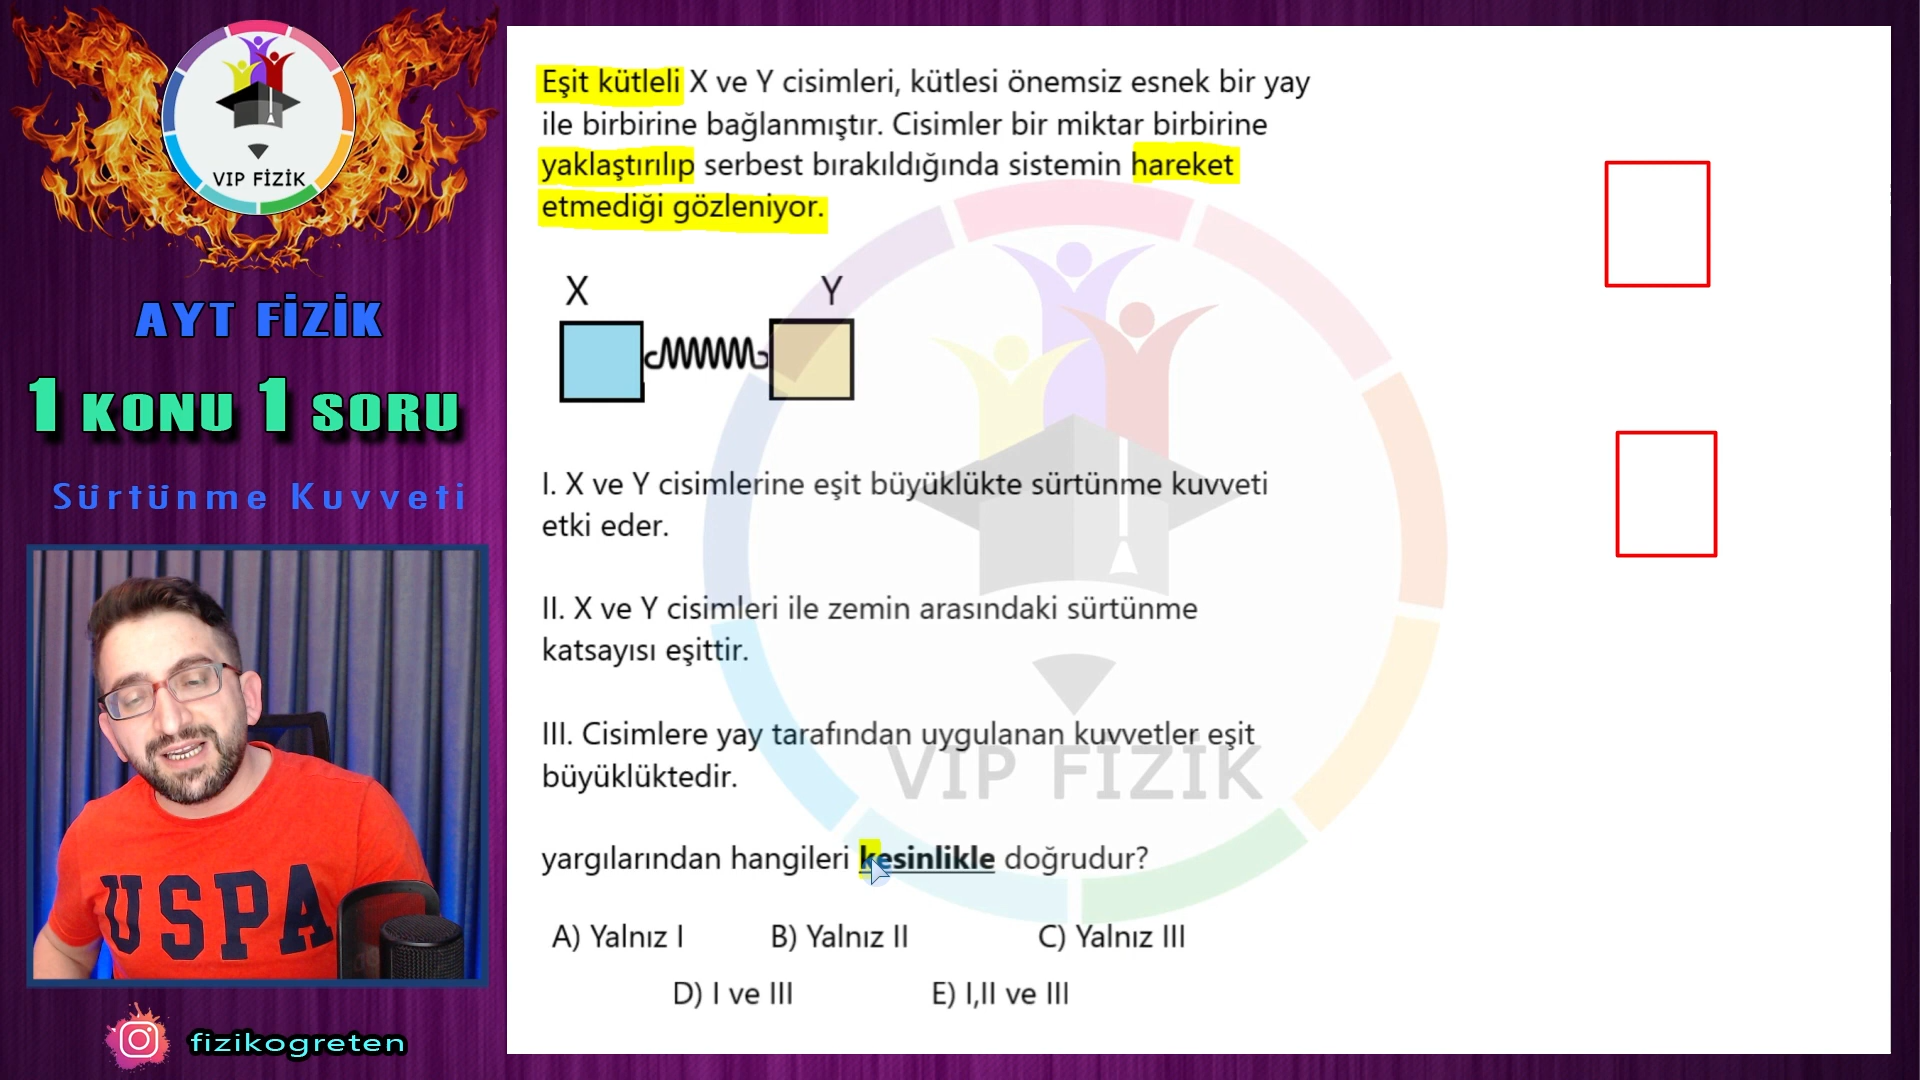 VIP FİZİK
AYT FİZİK
1 KONU 1 SORU
Sürtünme Kuvveti
USPA
fizikogreten
Eşit kütleli X ve Y cisimleri, kütlesi önemsiz esnek bir yay
ile birbirine bağlanmıştır. Cisimler bir miktar birbirine
yaklaştırılıp serbest bırakıldığında sistemin hareket
etmediği gözleniyor.
X Y
I. X ve Y cisimlerine eşit büyüklükte sürtünme kuvveti
etki eder.
II. X ve Y cisimleri ile zemin arasındaki sürtünme
katsayısı eşittir.
III. Cisimlere yay tarafından uygulanan kuvvetler eşit
büyüklüktedir.
VIP FİZİK
yargılarından hangileri kesinlikle doğrudur?
A) Yalnız I B) Yalnız II C) Yalnız III
D) I ve III E) I,II ve III